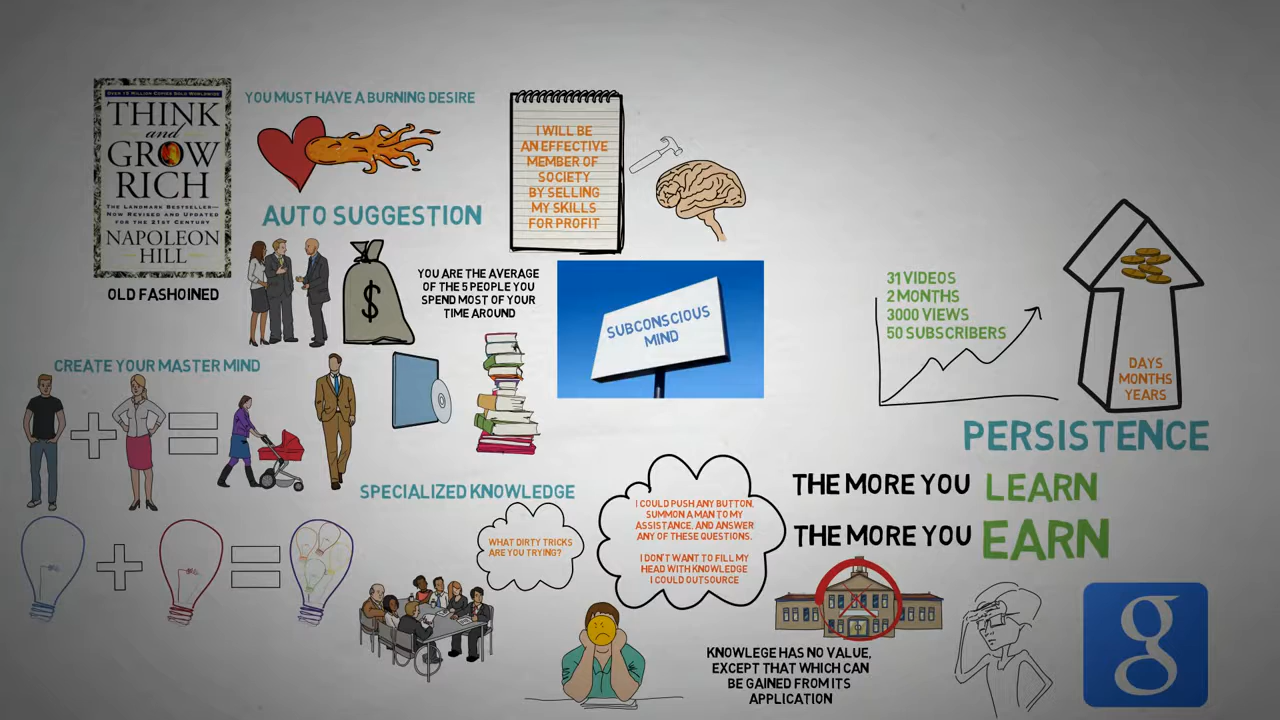 OVER 15 MILLION COPIES SOLD WORLDWIDE
THINK
and
GROW
RICH
THE LANDMARK BESTSELLER—
NOW REVISED AND UPDATED
FOR THE 21ST CENTURY
NAPOLEON
HILL
OLD FASHOINED
YOU MUST HAVE A BURNING DESIRE
AUTO SUGGESTION
I WILL BE
AN EFFECTIVE
MEMBER OF
SOCIETY
BY SELLING
MY SKILLS
FOR PROFIT
$
YOU ARE THE AVERAGE
OF THE 5 PEOPLE YOU
SPEND MOST OF YOUR
TIME AROUND
SUBCONSCIOUS
MIND
31 VIDEOS
2 MONTHS
3000 VIEWS
50 SUBSCRIBERS
DAYS
MONTHS
YEARS
PERSISTENCE
CREATE YOUR MASTER MIND
SPECIALIZED KNOWLEDGE
WHAT DIRTY TRICKS
ARE YOU TRYING?
I COULD PUSH ANY BUTTON,
SUMMON A MAN TO MY
ASSISTANCE, AND ANSWER
ANY OF THESE QUESTIONS.
I DON'T WANT TO FILL MY
HEAD WITH KNOWLEDGE
I COULD OUTSOURCE
THE MORE YOU LEARN
THE MORE YOU EARN
KNOWLEGE HAS NO VALUE,
EXCEPT THAT WHICH CAN
BE GAINED FROM ITS
APPLICATION
g